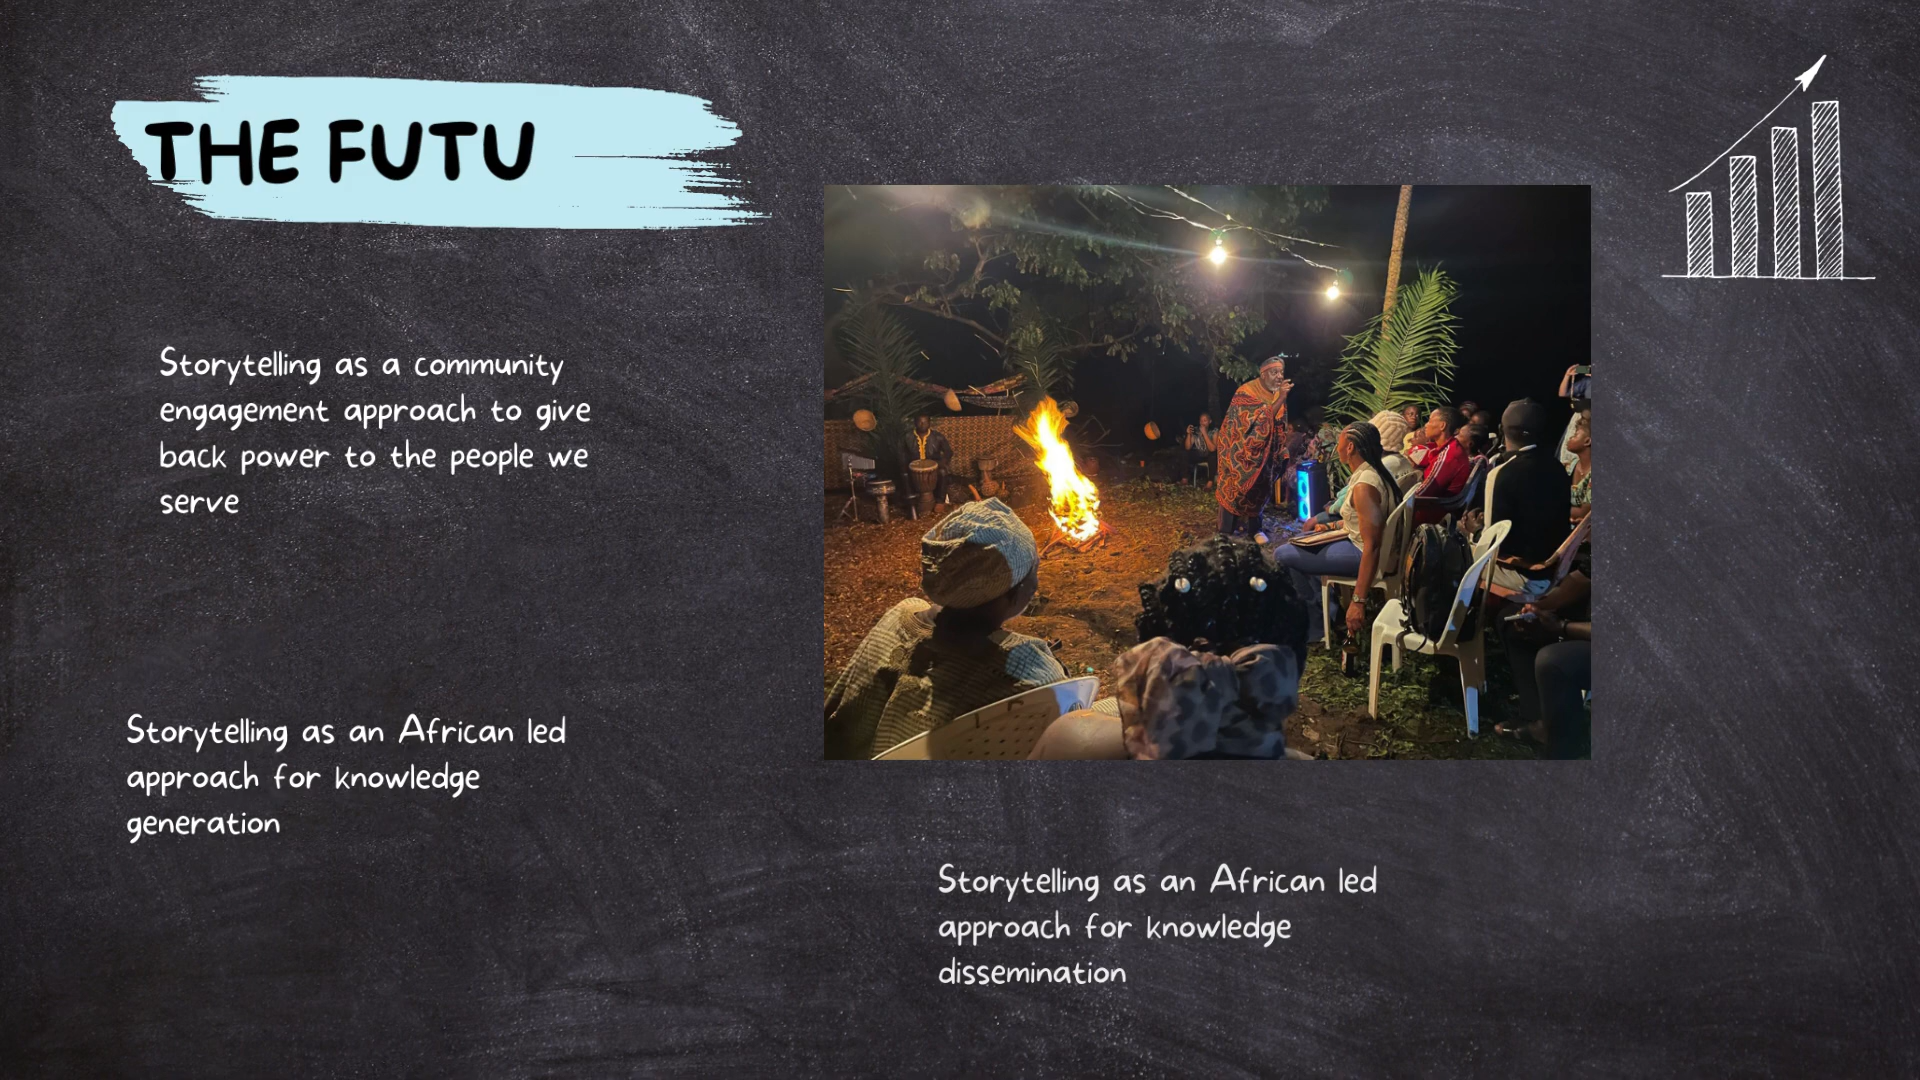 THE FUTU
Storytelling as a community
engagement approach to give
back power to the people we
serve
Storytelling as an African led
approach for knowledge
generation
Storytelling as an African led
approach for knowledge
dissemination